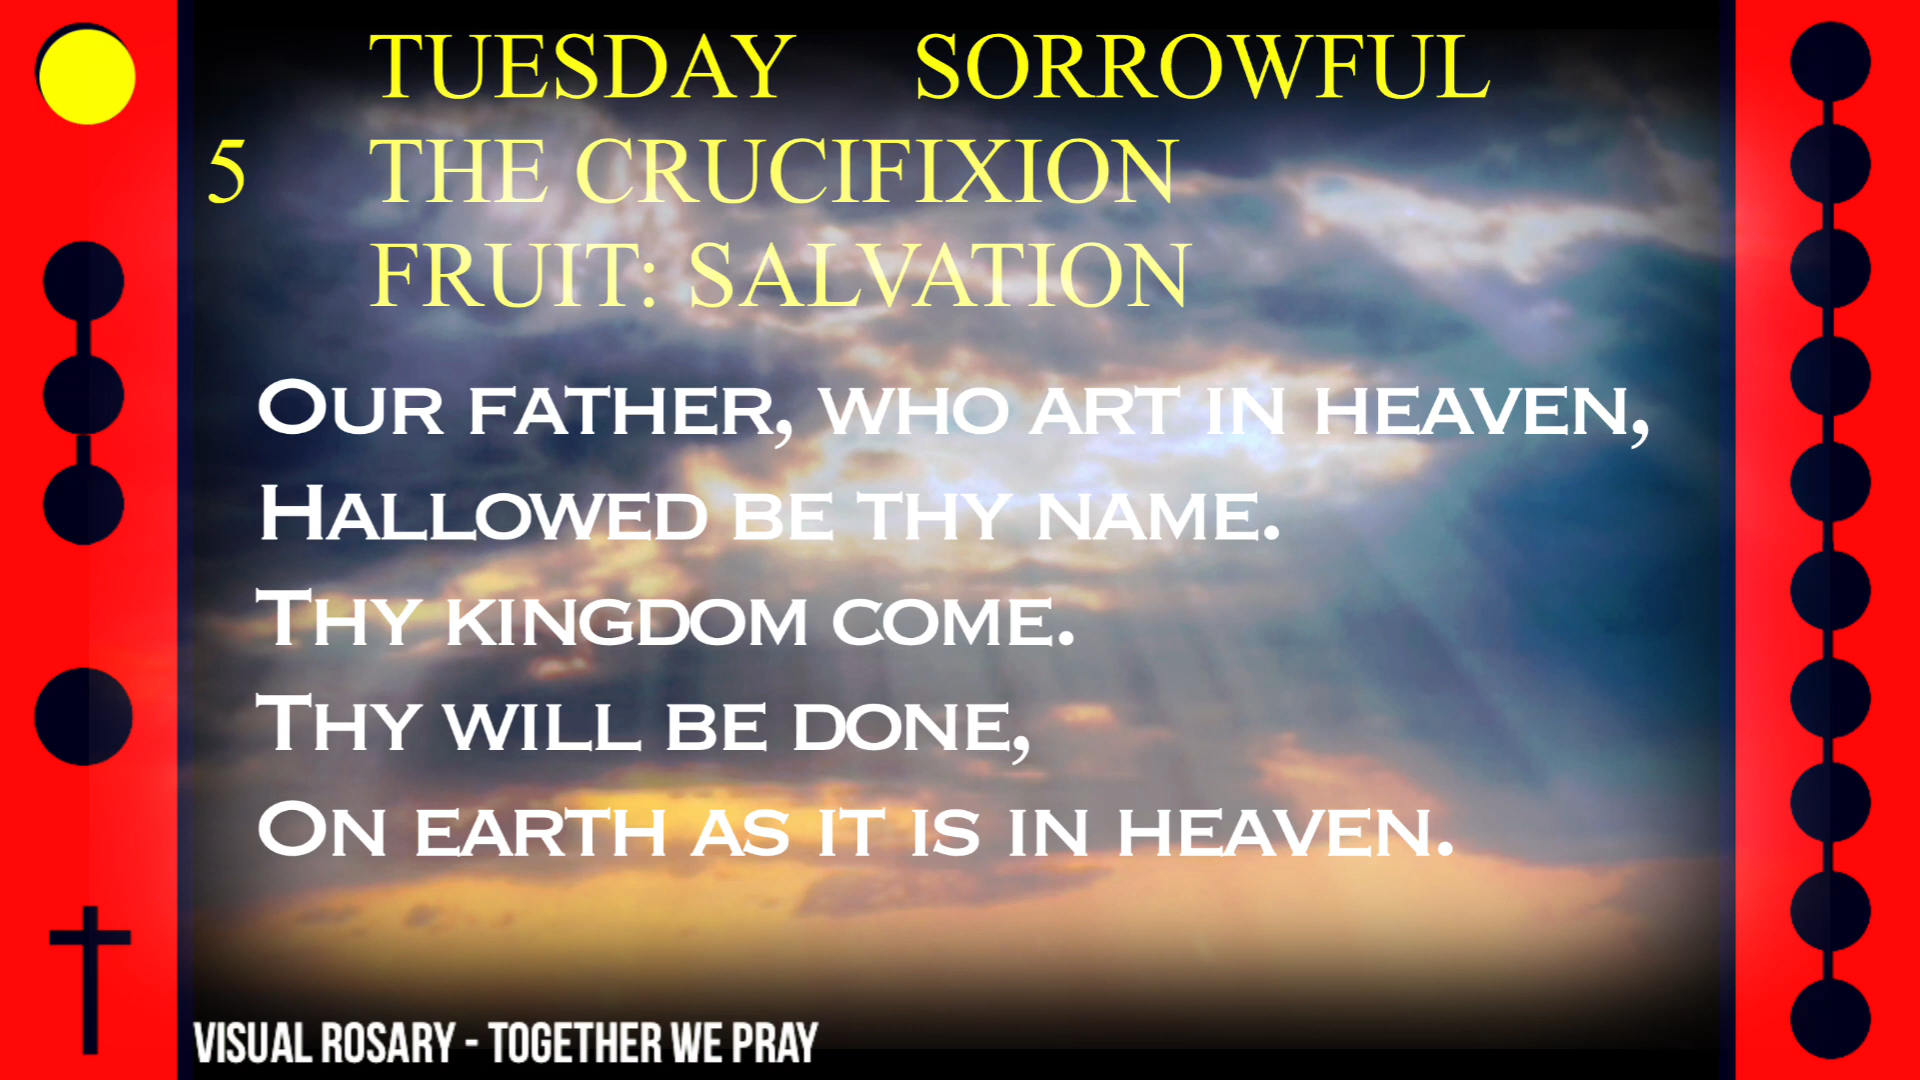 TUESDAY SORROWFUL
5 THE CRUCIFIXION
FRUIT: SALVATION
OUR FATHER, WHO ART IN HEAVEN,
HALLOWED BE THY NAME.
THY KINGDOM COME.
THY WILL BE DONE,
ON EARTH AS IT IS IN HEAVEN.
VISUAL ROSARY - TOGETHER WE PRAY